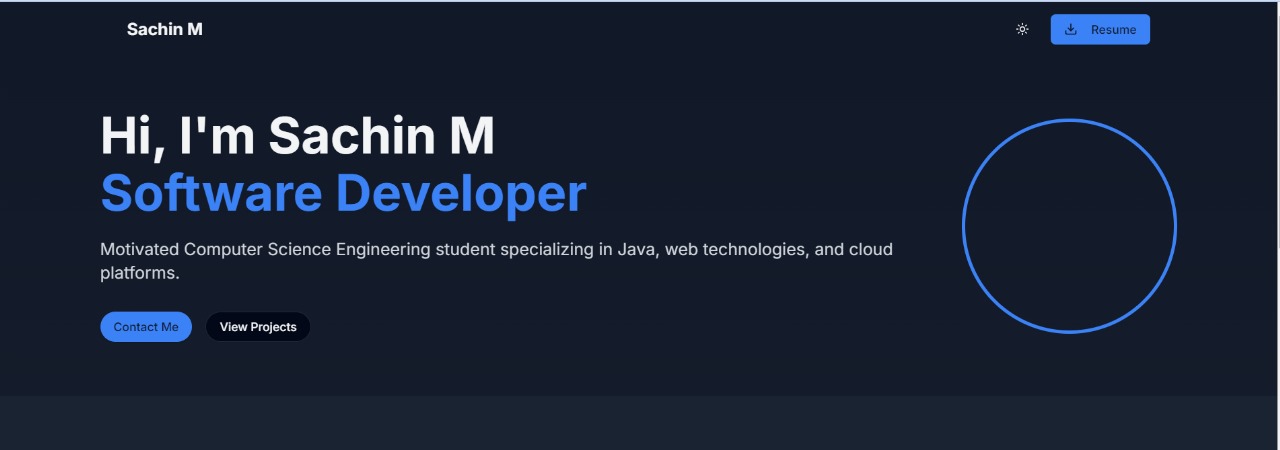 Sachin M
Resume
Hi, I'm Sachin M
Software Developer
Motivated Computer Science Engineering student specializing in Java, web technologies, and cloud
platforms.
Contact Me
View Projects